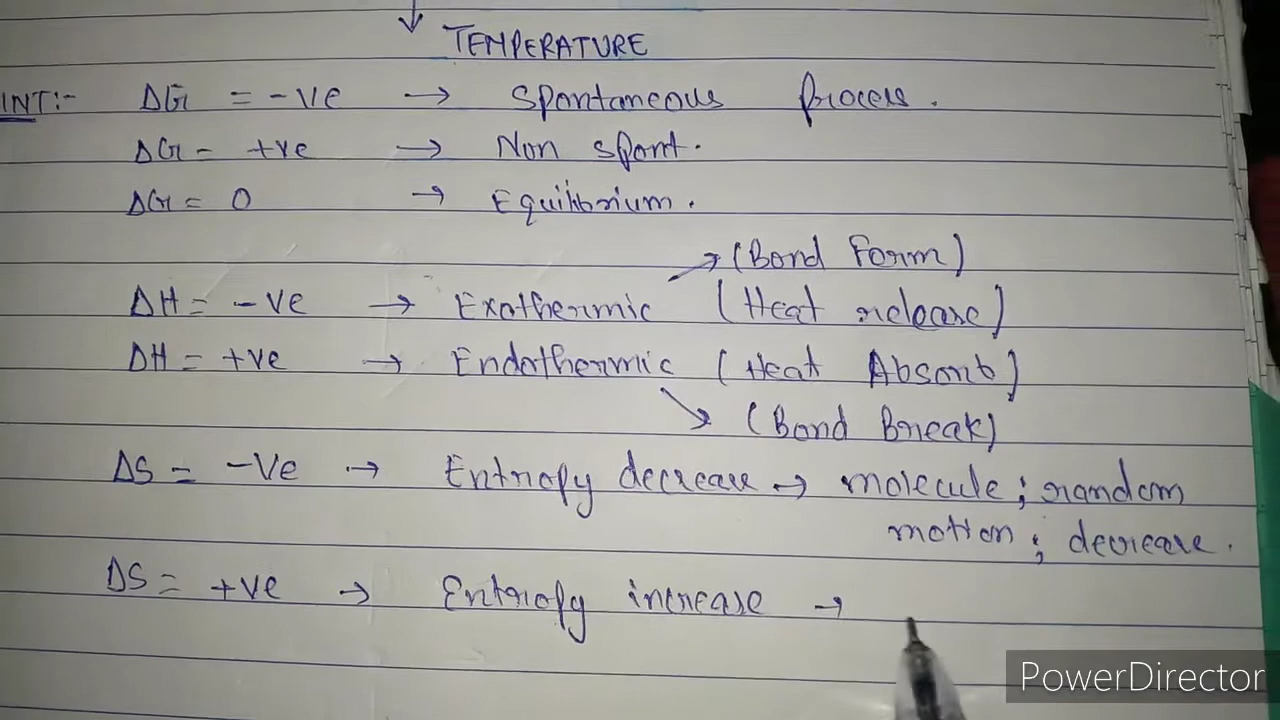 TEMPERATURE
INT:- ΔG = -ve → Spontaneous Process.
ΔG = +ve → Non spont.
ΔG = 0 → Equilibrium.
→ (Bond Form)
ΔH = -ve → Exothermic (Heat release)
ΔH = +ve → Endothermic (Heat Absorb)
↘ (Bond Break)
ΔS = -ve → Entropy decrease → molecule; random
motion; decrease.
ΔS = +ve → Entropy increase →
PowerDirector